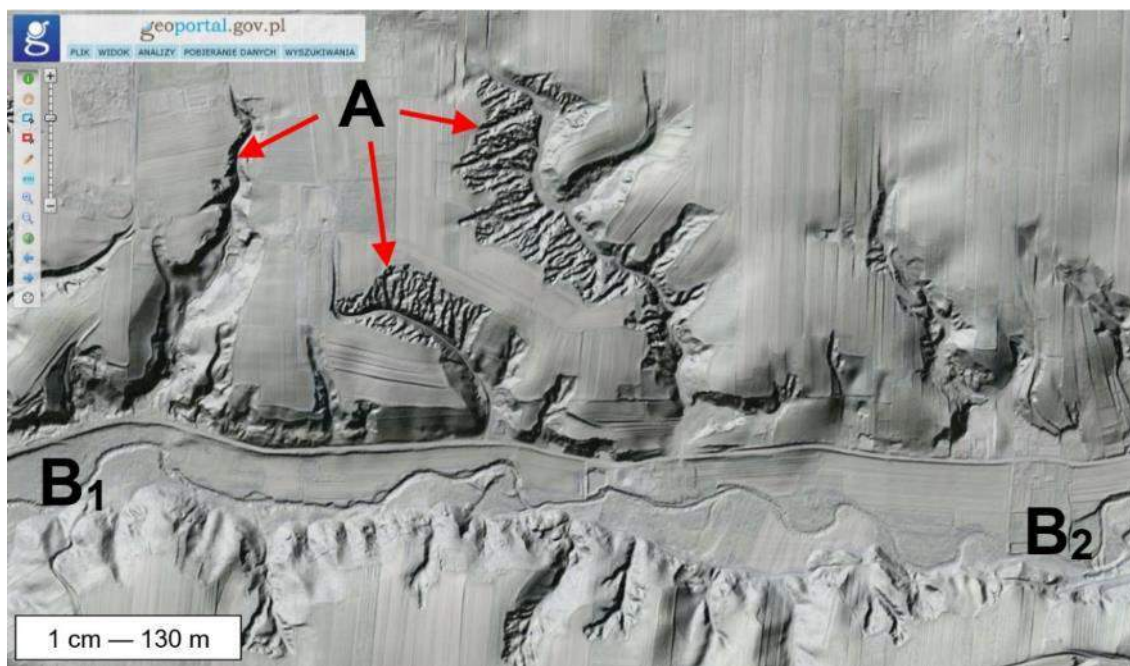 geoportal.gov.pl
PLIK WIDOK ANALIZY POBIERANIE DANYCH WYSZUKIWANIA
A
B1
B2
1 cm — 130 m